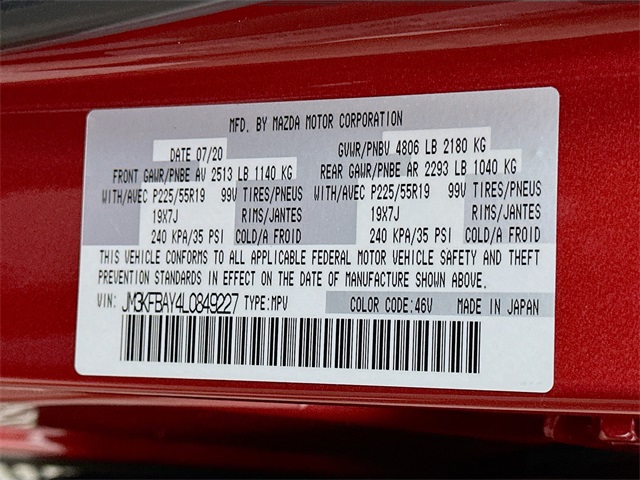 MFD. BY MAZDA MOTOR CORPORATION
DATE 07/20 GVWR/PNBV 4806 LB 2180 KG
FRONT GAWR/PNBE AV 2513 LB 1140 KG REAR GAWR/PNBE AR 2293 LB 1040 KG
WITH/AVEC P225/55R19 99V TIRES/PNEUS WITH/AVEC P225/55R19 99V TIRES/PNEUS
19X7J RIMS/JANTES 19X7J RIMS/JANTES
240 KPA/35 PSI COLD/A FROID 240 KPA/35 PSI COLD/A FROID
THIS VEHICLE CONFORMS TO ALL APPLICABLE FEDERAL MOTOR VEHICLE SAFETY AND THEFT
PREVENTION STANDARDS IN EFFECT ON THE DATE OF MANUFACTURE SHOWN ABOVE.
VIN: JM3KFBAY4L0849227 TYPE:MPV COLOR CODE:46V MADE IN JAPAN